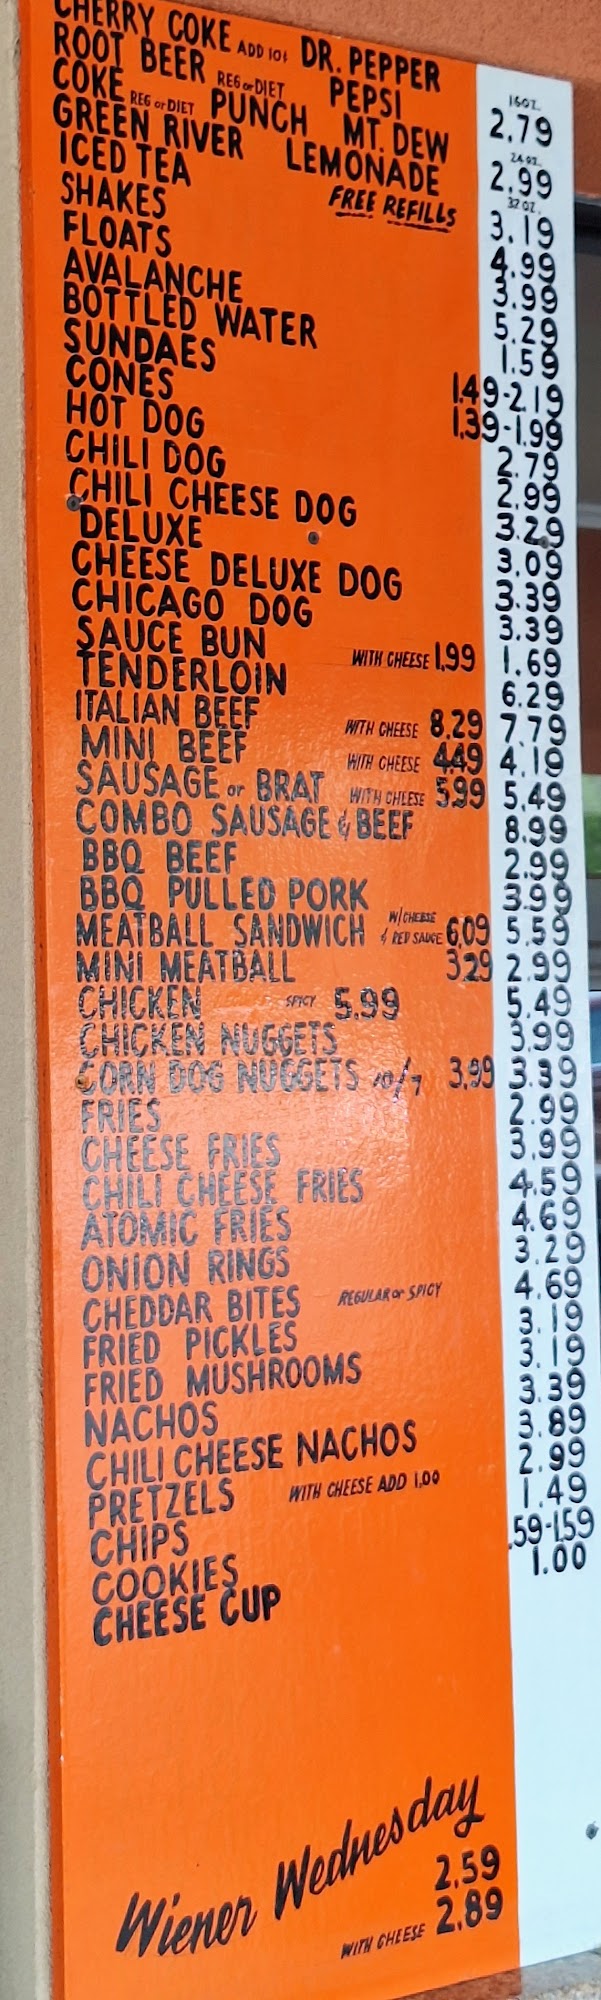 CHERRY COKE ADD 10¢ DR. PEPPER
ROOT BEER REG or DIET PEPSI 16 OZ. 2.79
COKE REG or DIET PUNCH MT. DEW
GREEN RIVER LEMONADE 24 OZ. 2.99
ICED TEA FREE REFILLS 32 OZ. 3.19
SHAKES 4.99
FLOATS 3.99
AVALANCHE 5.29
BOTTLED WATER 1.59
SUNDAES 1.49-2.19
CONES 1.39-1.99
HOT DOG 2.79
CHILI DOG 2.99
CHILI CHEESE DOG 3.29
DELUXE 3.09
CHEESE DELUXE DOG 3.39
CHICAGO DOG 3.39
SAUCE BUN WITH CHEESE 1.99 1.69
TENDERLOIN 6.29
ITALIAN BEEF WITH CHEESE 8.29 7.79
MINI BEEF WITH CHEESE 4.49 4.19
SAUSAGE or BRAT WITH CHEESE 5.99 5.49
COMBO SAUSAGE & BEEF 8.99
BBQ BEEF 2.99
BBQ PULLED PORK 3.99
MEATBALL SANDWICH W/CHEESE & RED SAUCE 6.09 5.59
MINI MEATBALL 3.29 2.99
CHICKEN SPICY 5.99 5.49
CHICKEN NUGGETS 3.99
CORN DOG NUGGETS 10/7 3.99 3.39
FRIES 2.99
CHEESE FRIES 3.99
CHILI CHEESE FRIES 4.59
ATOMIC FRIES 4.69
ONION RINGS 3.29
CHEDDAR BITES REGULAR or SPICY 4.69
FRIED PICKLES 3.19
FRIED MUSHROOMS 3.19
NACHOS 3.39
CHILI CHEESE NACHOS 3.89
PRETZELS WITH CHEESE ADD 1.00 2.99
CHIPS 1.49
COOKIES .59-1.59
CHEESE CUP 1.00
Wiener Wednesday
2.59
WITH CHEESE 2.89